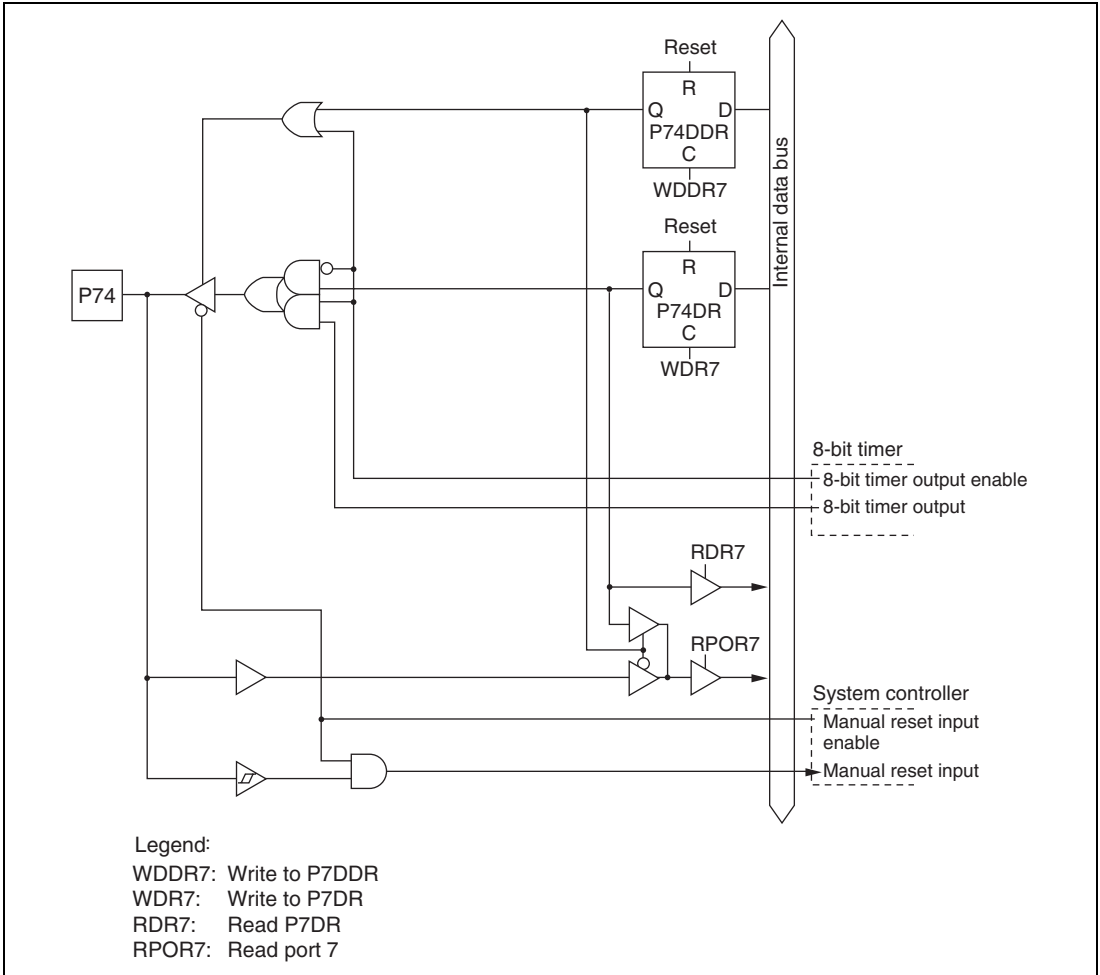 Reset
R
Q D
P74DDR
C
WDDR7
Internal data bus
Reset
R
P74
Q D
P74DR
C
WDR7
8-bit timer
8-bit timer output enable
8-bit timer output
RDR7
RPOR7
System controller
Manual reset input
enable
Manual reset input
Legend:
WDDR7: Write to P7DDR
WDR7: Write to P7DR
RDR7: Read P7DR
RPOR7: Read port 7